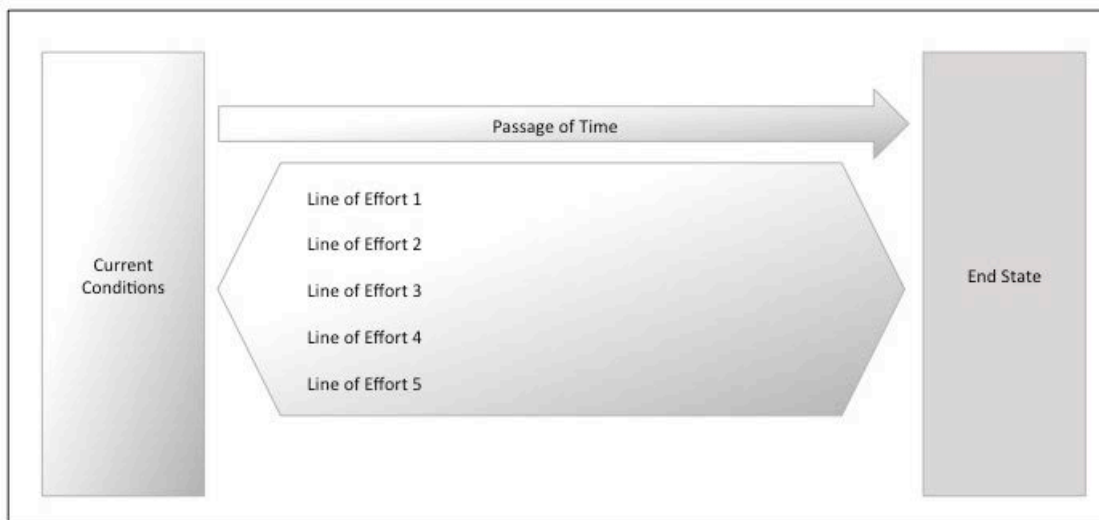 Passage of Time
Line of Effort 1
Line of Effort 2
Line of Effort 3
Line of Effort 4
Line of Effort 5
Current
Conditions
End State